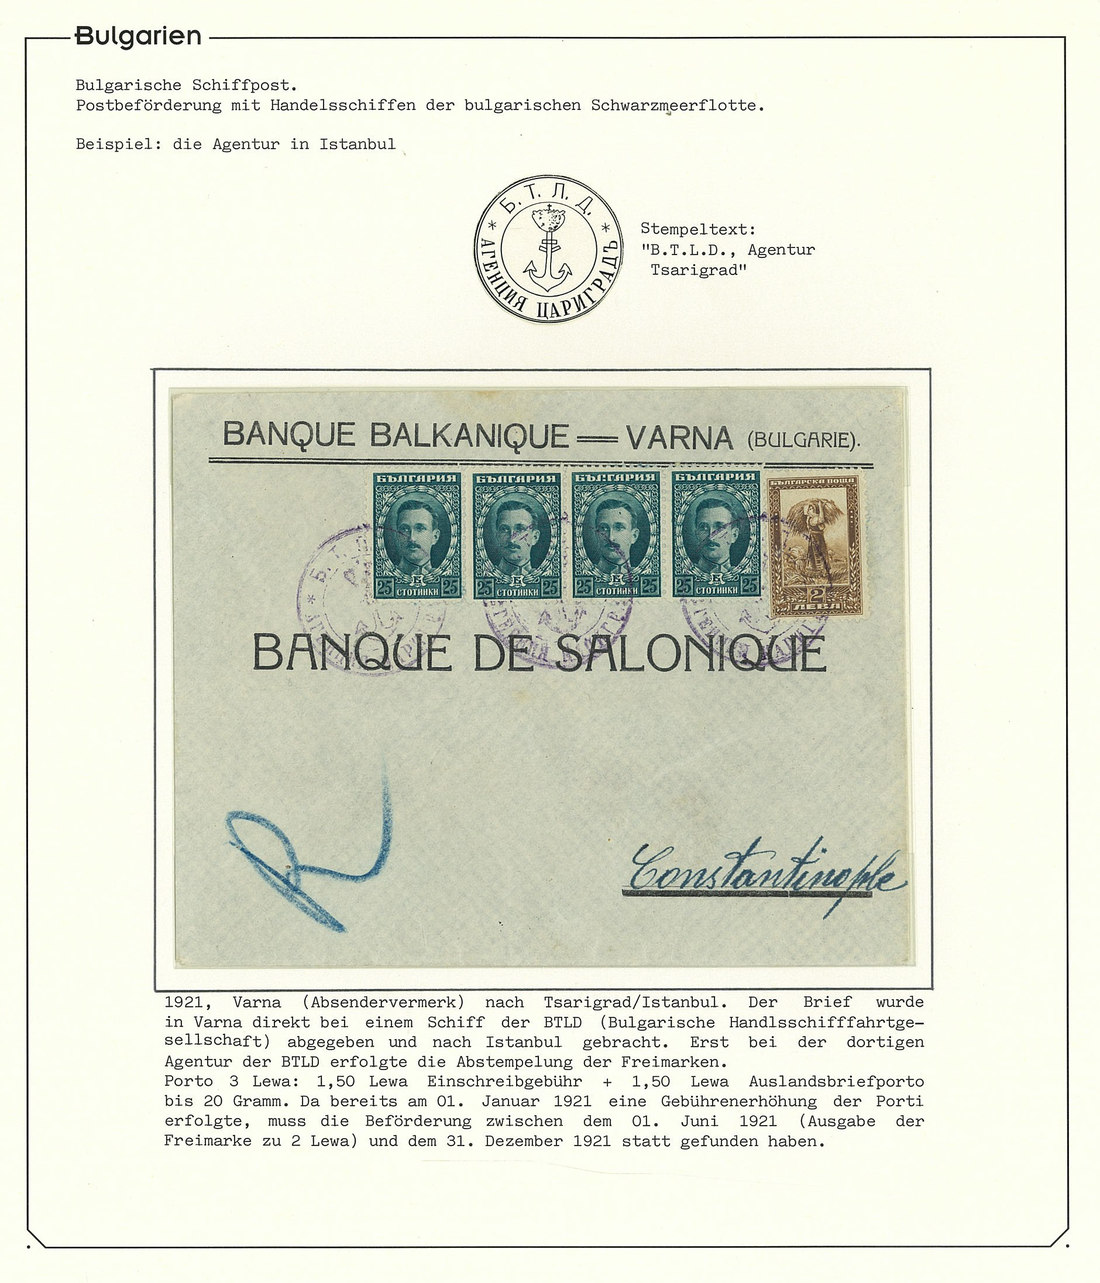 Bulgarien
Bulgarische Schiffpost.
Postbeförderung mit Handelsschiffen der bulgarischen Schwarzmeerflotte.
Beispiel: die Agentur in Istanbul
* Б. Т. Л. Д. *
АГЕНЦИЯ ЦАРИГРАДЪ
Stempeltext:
"B.T.L.D., Agentur
Tsarigrad"
BANQUE BALKANIQUE — VARNA (BULGARIE).
БЪЛГАРИЯ БЪЛГАРИЯ БЪЛГАРИЯ БЪЛГАРИЯ БЪЛГАРСКА ПОЩА
25 СТОТИНКИ 25 25 СТОТИНКИ 25 25 СТОТИНКИ 25 25 СТОТИНКИ 25 2 ЛЕВА
BANQUE DE SALONIQUE
R
Constantinople
1921, Varna (Absendervermerk) nach Tsarigrad/Istanbul. Der Brief wurde
in Varna direkt bei einem Schiff der BTLD (Bulgarische Handlsschifffahrtge-
sellschaft) abgegeben und nach Istanbul gebracht. Erst bei der dortigen
Agentur der BTLD erfolgte die Abstempelung der Freimarken.
Porto 3 Lewa: 1,50 Lewa Einschreibgebühr + 1,50 Lewa Auslandsbriefporto
bis 20 Gramm. Da bereits am 01. Januar 1921 eine Gebührenerhöhung der Porti
erfolgte, muss die Beförderung zwischen dem 01. Juni 1921 (Ausgabe der
Freimarke zu 2 Lewa) und dem 31. Dezember 1921 statt gefunden haben.